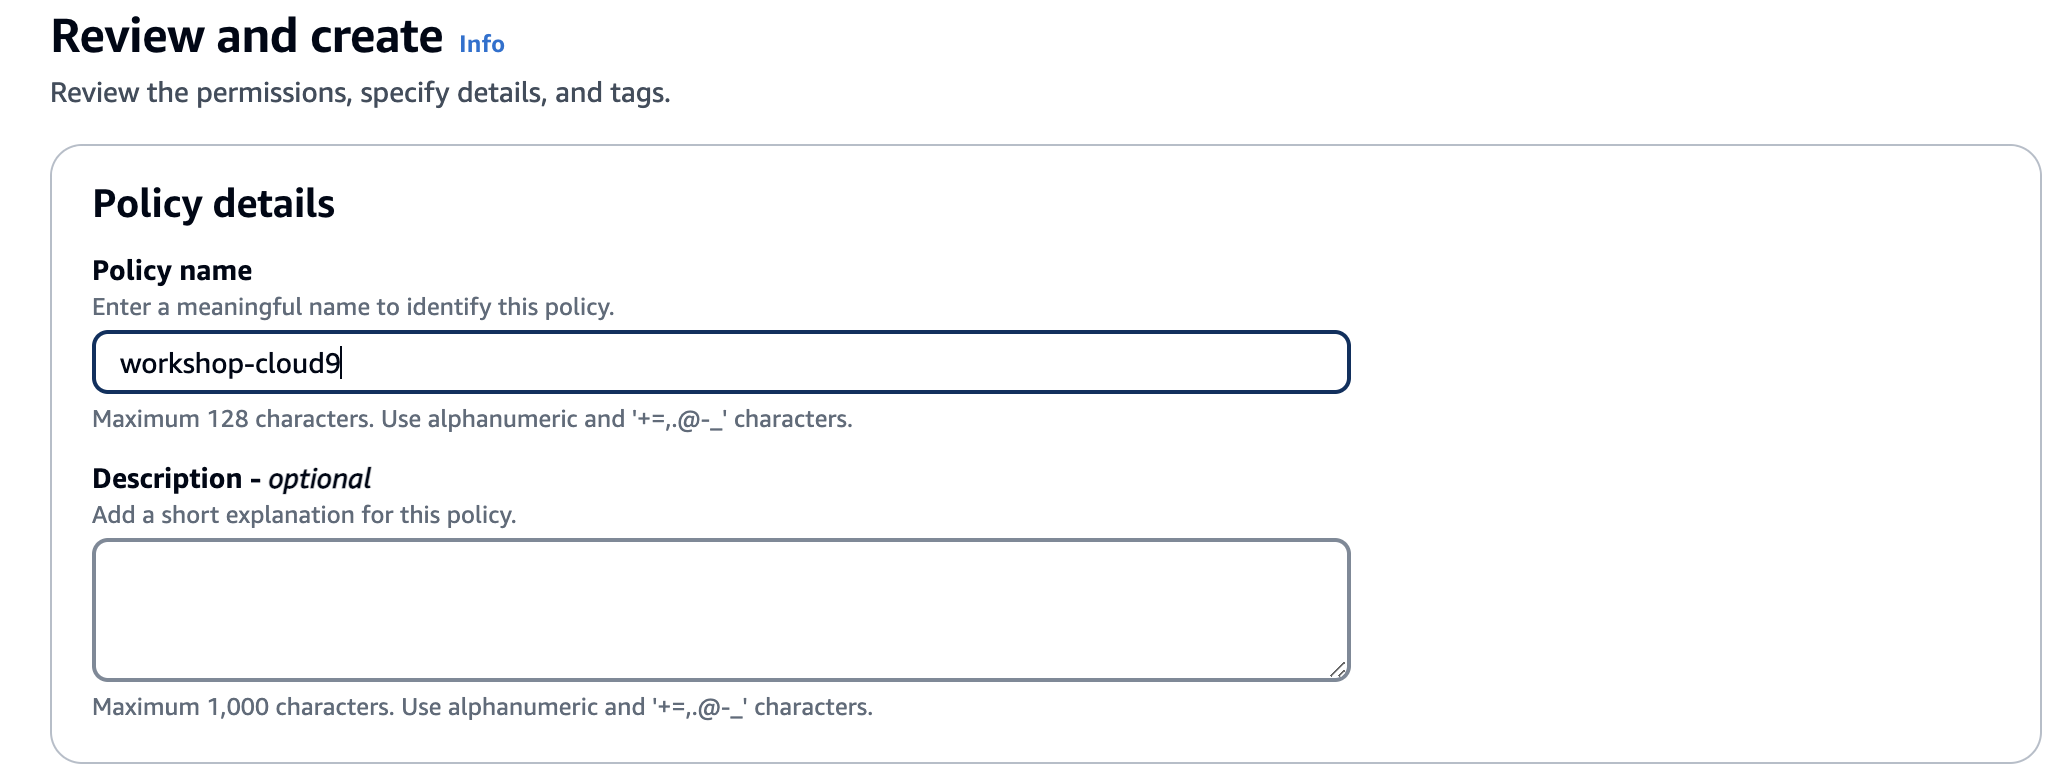 Review and create Info
Review the permissions, specify details, and tags.
Policy details
Policy name
Enter a meaningful name to identify this policy.
workshop-cloud9
Maximum 128 characters. Use alphanumeric and '+=,.@-_' characters.
Description - optional
Add a short explanation for this policy.
Maximum 1,000 characters. Use alphanumeric and '+=,.@-_' characters.